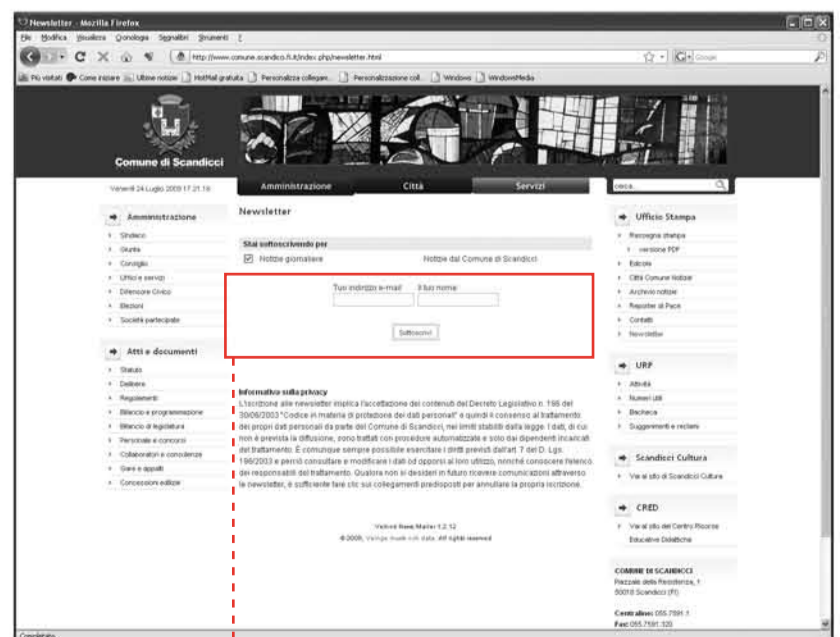 Newsletter - Mozilla Firefox
File Modifica Visualizza Cronologia Segnalibri Strumenti ?
http://www.comune.scandicci.fi.it/index.php/newsletter.html
Google
Più visitati Come iniziare Ultime notizie HotMail gratuita Personalizza collegam... Personalizzazione coll... Windows WindowsMedia
Comune di Scandicci
Venerdì 24 Luglio 2009 17:21:16
Amministrazione Città Servizi
cerca...
Amministrazione
Sindaco
Giunta
Consiglio
Uffici e servizi
Difensore Civico
Elezioni
Società partecipate
Atti e documenti
Statuto
Delibere
Regolamenti
Bilancio e programmazione
Bilancio di legislatura
Personale e concorsi
Collaboratori e consulenze
Gare e appalti
Concessioni edilizie
Newsletter
Stai sottoscrivendo per
Notizie giornaliere Notizie dal Comune di Scandicci
Tuo indirizzo e-mail Il tuo nome
Sottoscrivi
Informativa sulla privacy
L'iscrizione alle newsletter implica l'accettazione dei contenuti del Decreto Legislativo n. 196 del
30/06/2003 "Codice in materia di protezione dei dati personali" e quindi il consenso al trattamento
dei propri dati personali da parte del Comune di Scandicci, nei limiti stabiliti dalla legge. I dati, di cui
non è prevista la diffusione, sono trattati con procedure automatizzate e solo dai dipendenti incaricati
del trattamento. È comunque sempre possibile esercitare i diritti previsti dall'art. 7 del D. Lgs.
196/2003 e perciò consultare e modificare i dati od opporsi al loro utilizzo, nonché conoscere l'elenco
dei responsabili del trattamento. Qualora non si desideri in futuro ricevere comunicazioni attraverso
le newsletter, è sufficiente fare clic sui collegamenti predisposti per annullare la propria iscrizione.
News Mailer 1.2.12
©2009, All rights reserved
Ufficio Stampa
Rassegna stampa
versione PDF
Edicola
Città Comune Notizie
Archivio notizie
Reporter di Pace
Contatti
Newsletter
URP
Attività
Numeri utili
Bacheca
Suggerimenti e reclami
Scandicci Cultura
Vai al sito di Scandicci Cultura
CRED
Vai al sito del Centro Risorse
Educative Didattiche
COMUNE DI SCANDICCI
Piazzale della Resistenza, 1
50018 Scandicci (FI)
Centralino: 055.7591.1
Fax: 055.7591.320
Completato